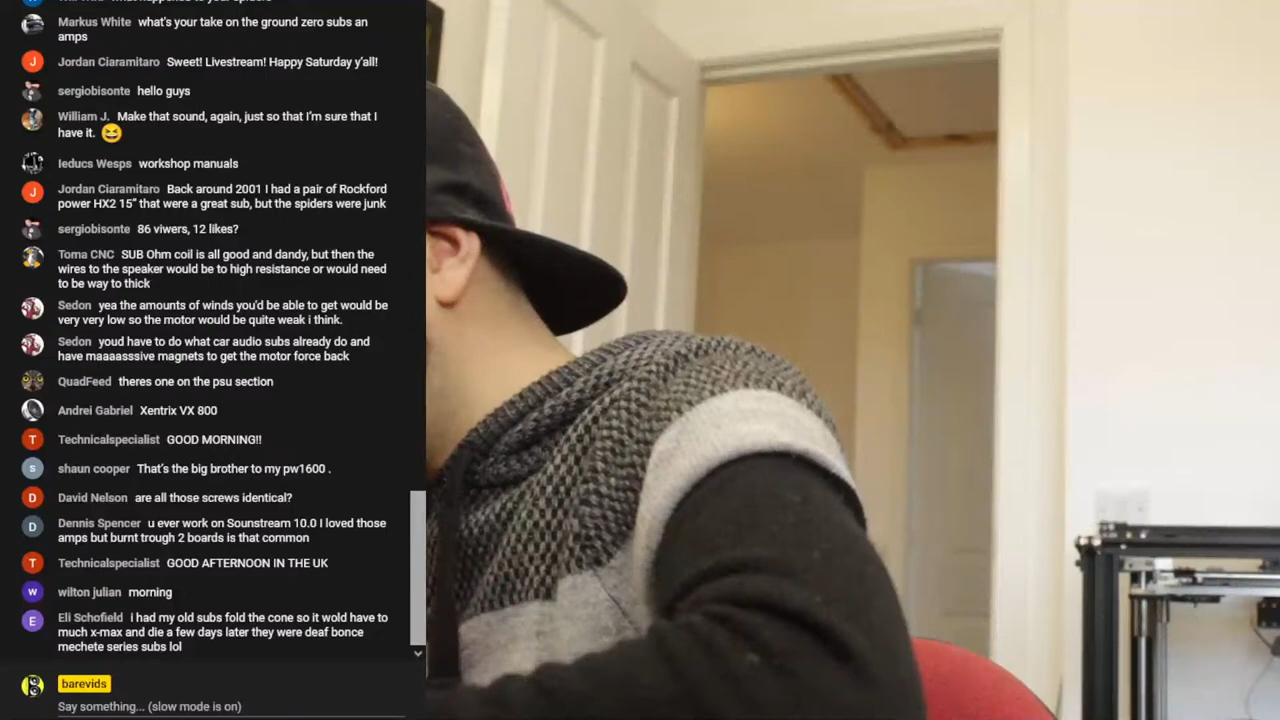 Markus White what's your take on the ground zero subs an
amps
J Jordan Ciaramitaro Sweet! Livestream! Happy Saturday y'all!
sergiobisonte hello guys
William J. Make that sound, again, just so that I'm sure that I
have it. 😆
Ieducs Wesps workshop manuals
J Jordan Ciaramitaro Back around 2001 I had a pair of Rockford
power HX2 15" that were a great sub, but the spiders were junk
sergiobisonte 86 viwers, 12 likes?
Toma CNC SUB Ohm coil is all good and dandy, but then the
wires to the speaker would be to high resistance or would need
to be way to thick
Sedon yea the amounts of winds you'd be able to get would be
very very low so the motor would be quite weak i think.
Sedon youd have to do what car audio subs already do and
have maaaasssive magnets to get the motor force back
QuadFeed theres one on the psu section
Andrei Gabriel Xentrix VX 800
T Technicalspecialist GOOD MORNING!!
s shaun cooper That's the big brother to my pw1600 .
D David Nelson are all those screws identical?
D Dennis Spencer u ever work on Sounstream 10.0 I loved those
amps but burnt trough 2 boards is that common
T Technicalspecialist GOOD AFTERNOON IN THE UK
w wilton julian morning
E Eli Schofield i had my old subs fold the cone so it wold have to
much x-max and die a few days later they were deaf bonce
mechete series subs lol
barevids
Say something... (slow mode is on)